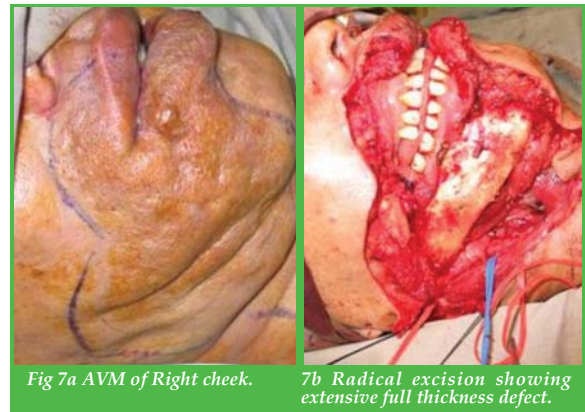 Fig 7a AVM of Right cheek.
7b Radical excision showing
extensive full thickness defect.